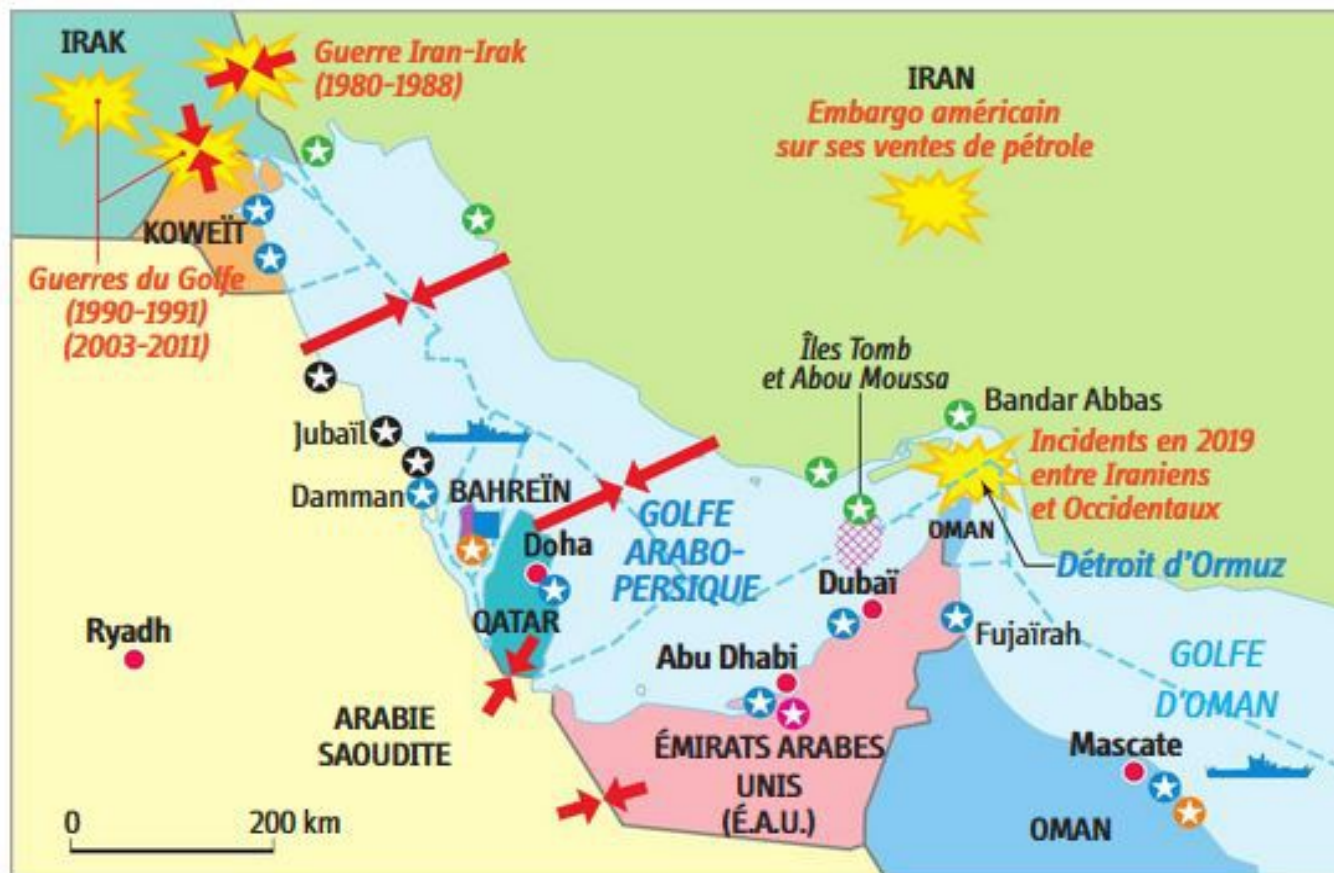 IRAK
Guerre Iran-Irak
(1980-1988)
IRAN
Embargo américain
sur ses ventes de pétrole
KOWEÏT
Guerres du Golfe
(1990-1991)
(2003-2011)
Îles Tomb
et Abou Moussa
Bandar Abbas
Jubaïl
Incidents en 2019
entre Iraniens
et Occidentaux
Damman
BAHREÏN
GOLFE
ARABO-
PERSIQUE
OMAN
Doha
Détroit d'Ormuz
Dubaï
QATAR
Fujaïrah
Ryadh
Abu Dhabi
GOLFE
D'OMAN
ARABIE
SAOUDITE
ÉMIRATS ARABES
UNIS
(É.A.U.)
Mascate
OMAN
0 200 km